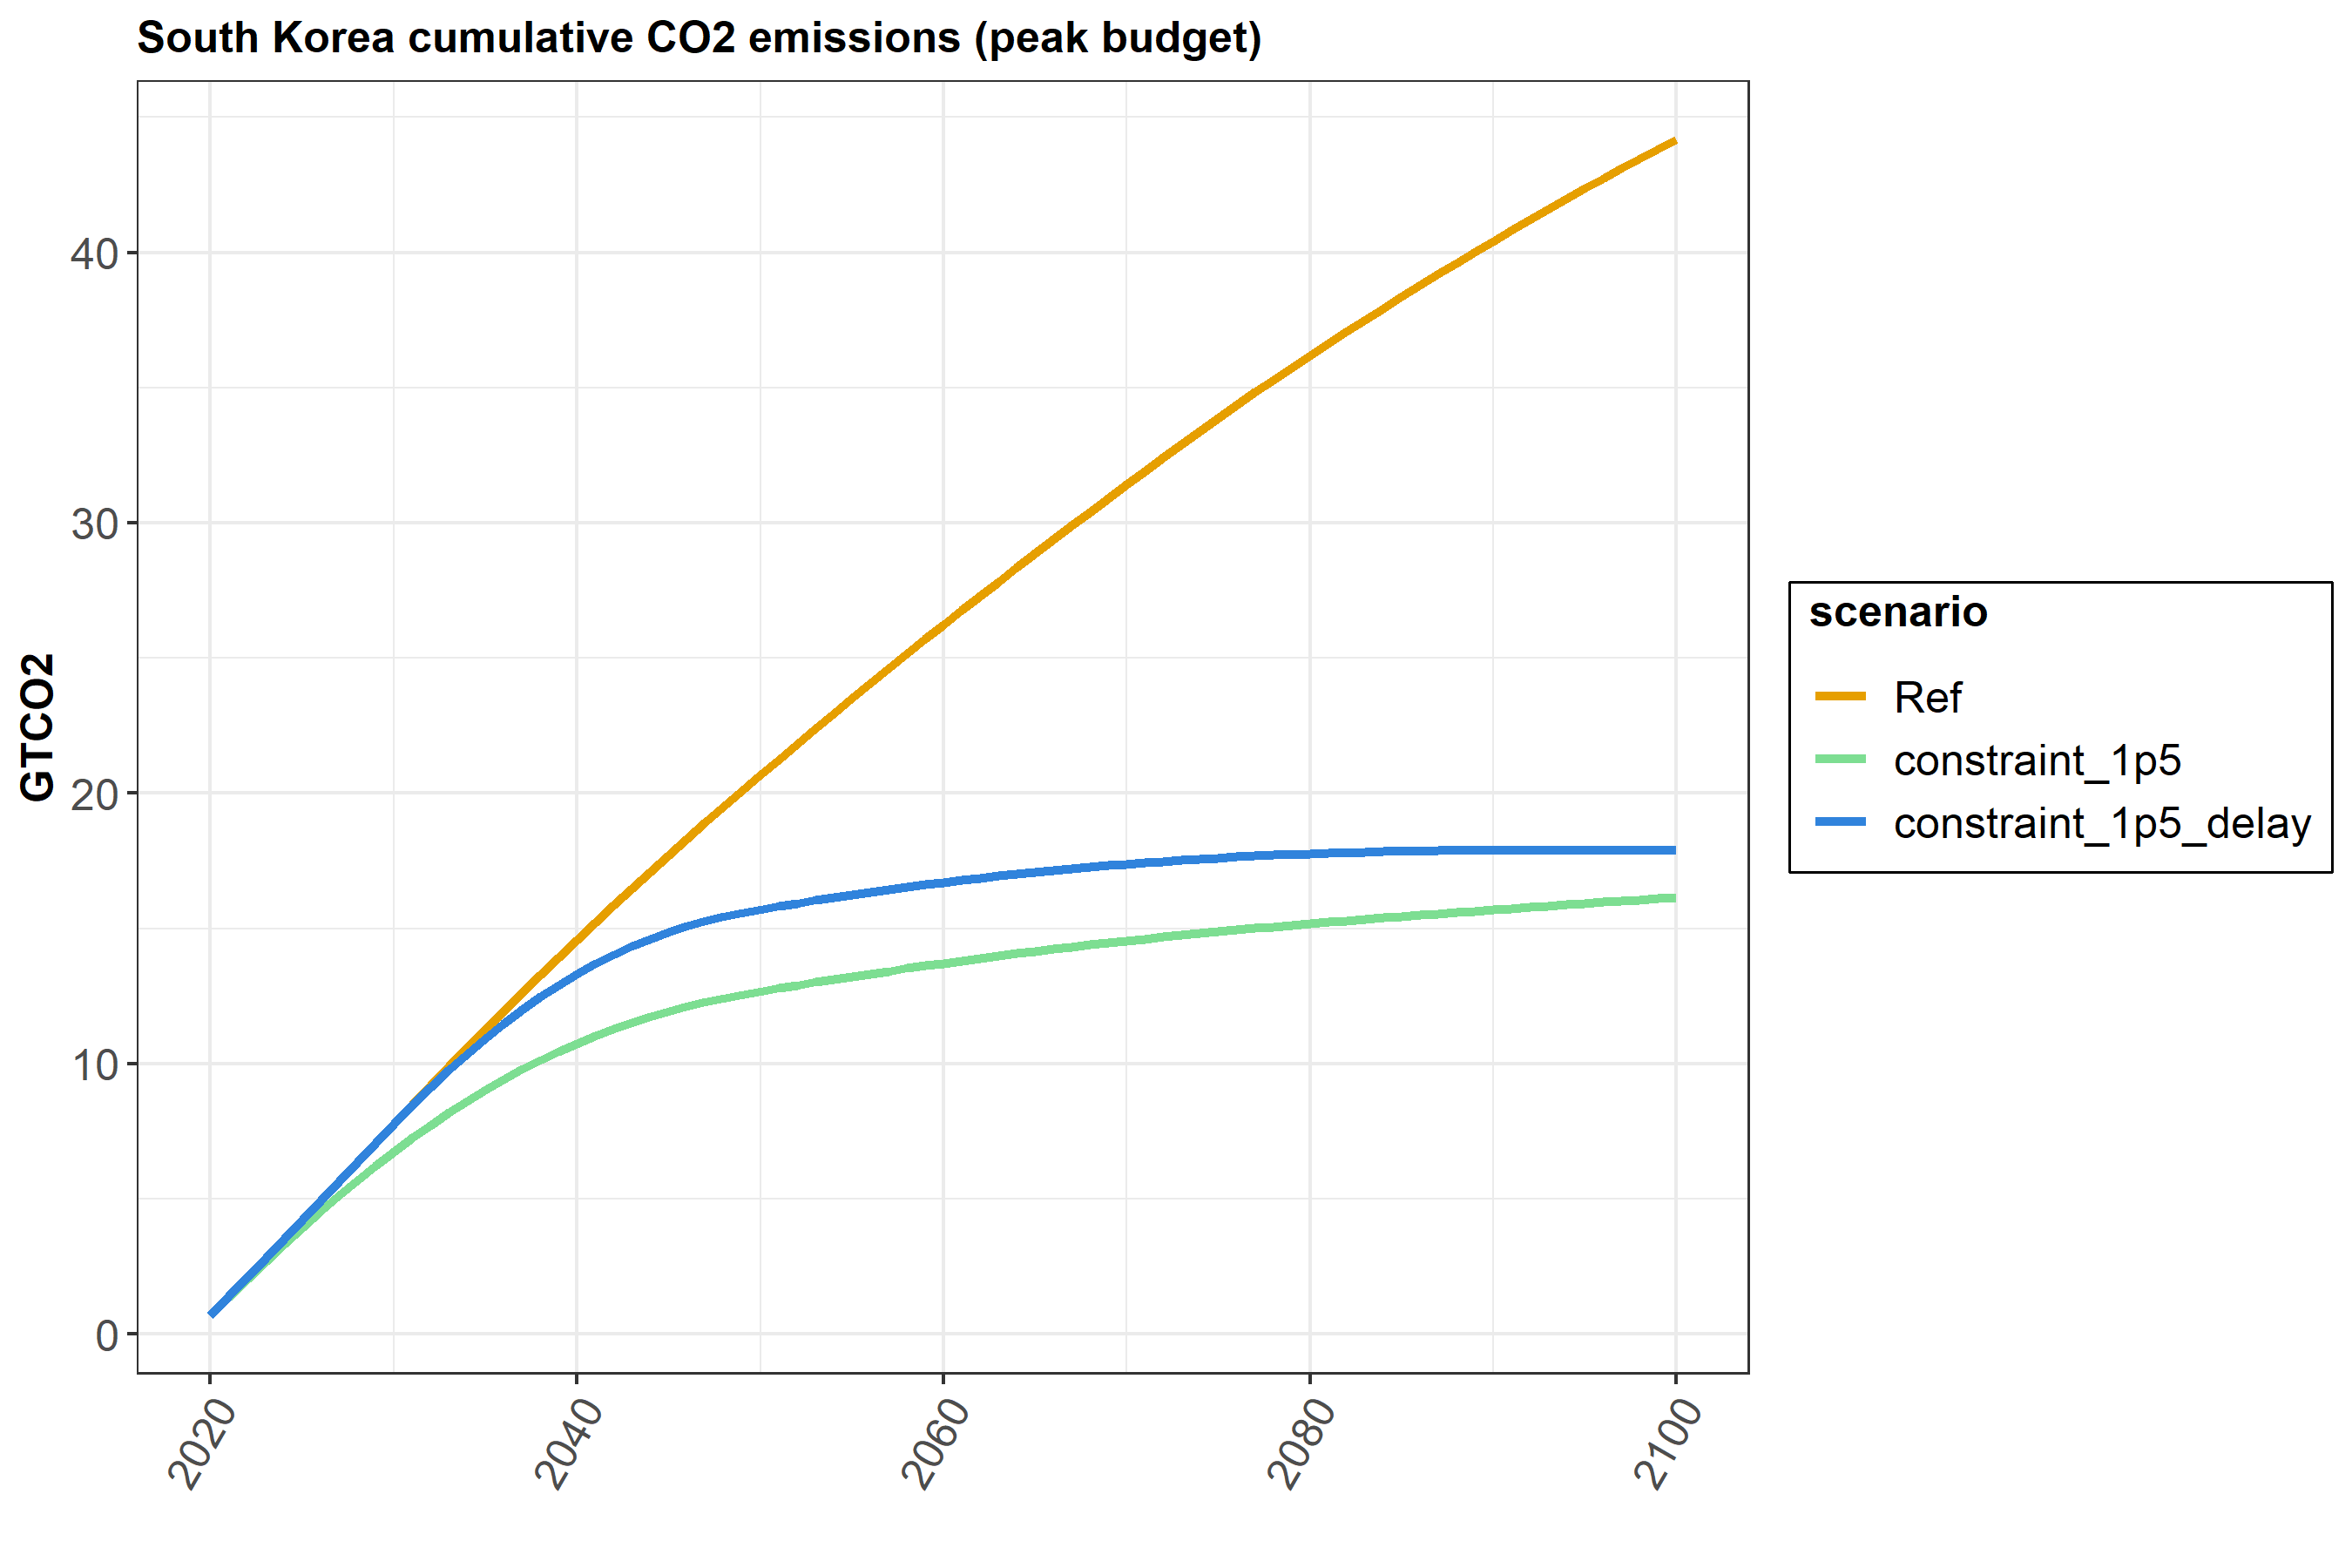 South Korea cumulative CO2 emissions (peak budget)
GTCO2
40
30
20
10
0
2020
2040
2060
2080
2100
scenario
Ref
constraint_1p5
constraint_1p5_delay